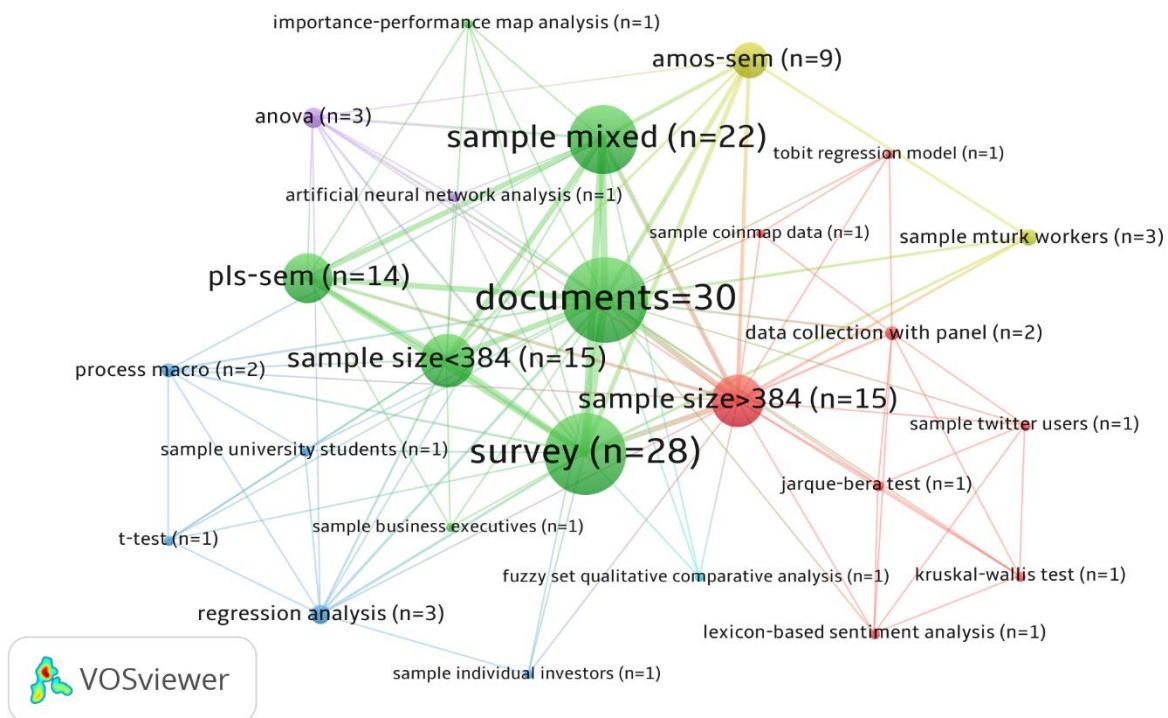 importance-performance map analysis (n=1)
amos-sem (n=9)
anova (n=3)
sample mixed (n=22)
tobit regression model (n=1)
artificial neural network analysis (n=1)
sample coinmap data (n=1)
sample mturk workers (n=3)
pls-sem (n=14)
documents=30
data collection with panel (n=2)
sample size<384 (n=15)
process macro (n=2)
sample size>384 (n=15)
sample twitter users (n=1)
sample university students (n=1)
survey (n=28)
jarque-bera test (n=1)
sample business executives (n=1)
t-test (n=1)
fuzzy set qualitative comparative analysis (n=1)
kruskal-wallis test (n=1)
regression analysis (n=3)
lexicon-based sentiment analysis (n=1)
sample individual investors (n=1)
VOSviewer